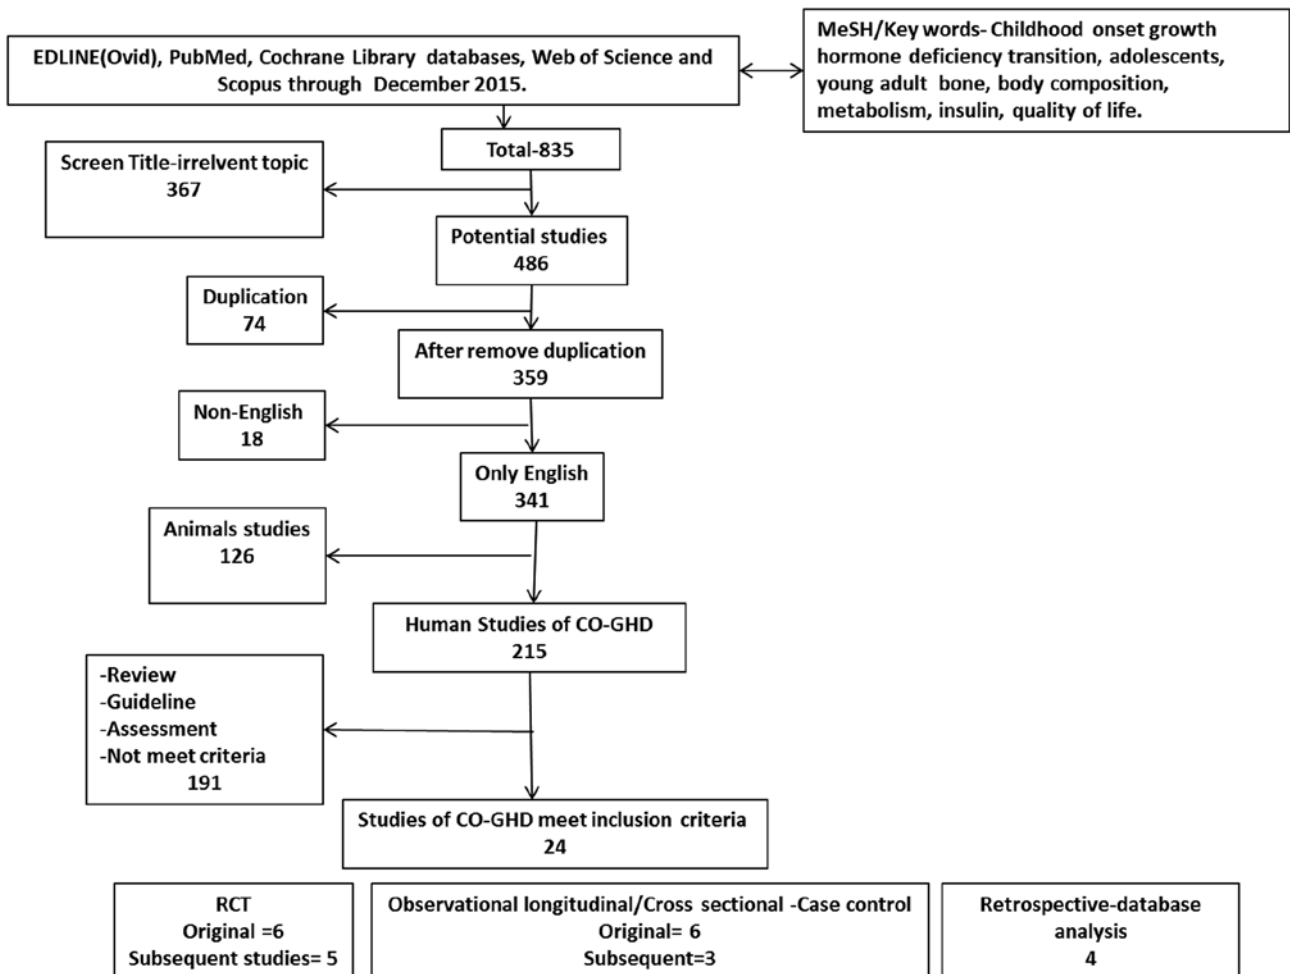 EDLINE(Ovid), PubMed, Cochrane Library databases, Web of Science and
Scopus through December 2015.
MeSH/Key words- Childhood onset growth
hormone deficiency transition, adolescents,
young adult bone, body composition,
metabolism, insulin, quality of life.
Total-835
Screen Title-irrelvent topic
367
Potential studies
486
Duplication
74
After remove duplication
359
Non-English
18
Only English
341
Animals studies
126
Human Studies of CO-GHD
215
-Review
-Guideline
-Assessment
-Not meet criteria
191
Studies of CO-GHD meet inclusion criteria
24
RCT
Original =6
Subsequent studies= 5
Observational longitudinal/Cross sectional -Case control
Original= 6
Subsequent=3
Retrospective-database
analysis
4